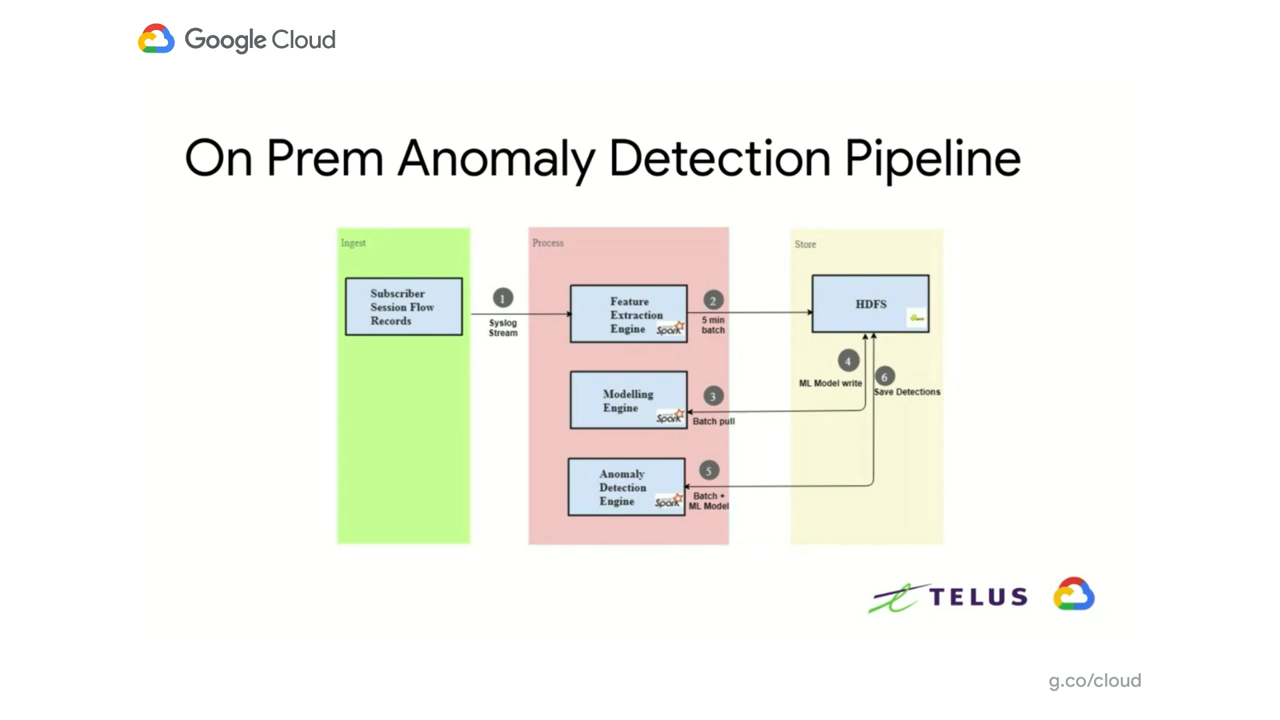 Google Cloud
On Prem Anomaly Detection Pipeline
Ingest
Subscriber
Session Flow
Records
1
Syslog
Stream
Process
Feature
Extraction
Engine
Spark
2
5 min
batch
Modelling
Engine
Spark
3
Batch pull
Anomaly
Detection
Engine
Spark
5
Batch +
ML Model
Store
HDFS
4
ML Model write
6
Save Detections
TELUS
g.co/cloud